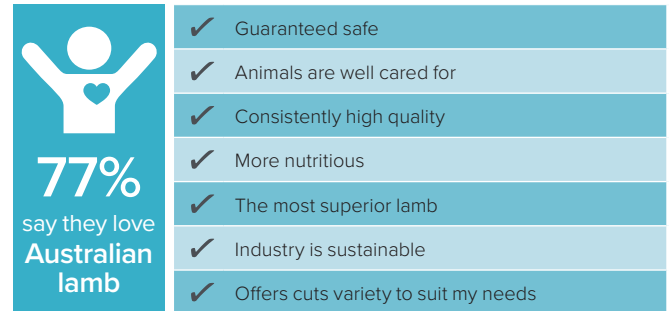 77%
say they love
Australian
lamb
Guaranteed safe
Animals are well cared for
Consistently high quality
More nutritious
The most superior lamb
Industry is sustainable
Offers cuts variety to suit my needs